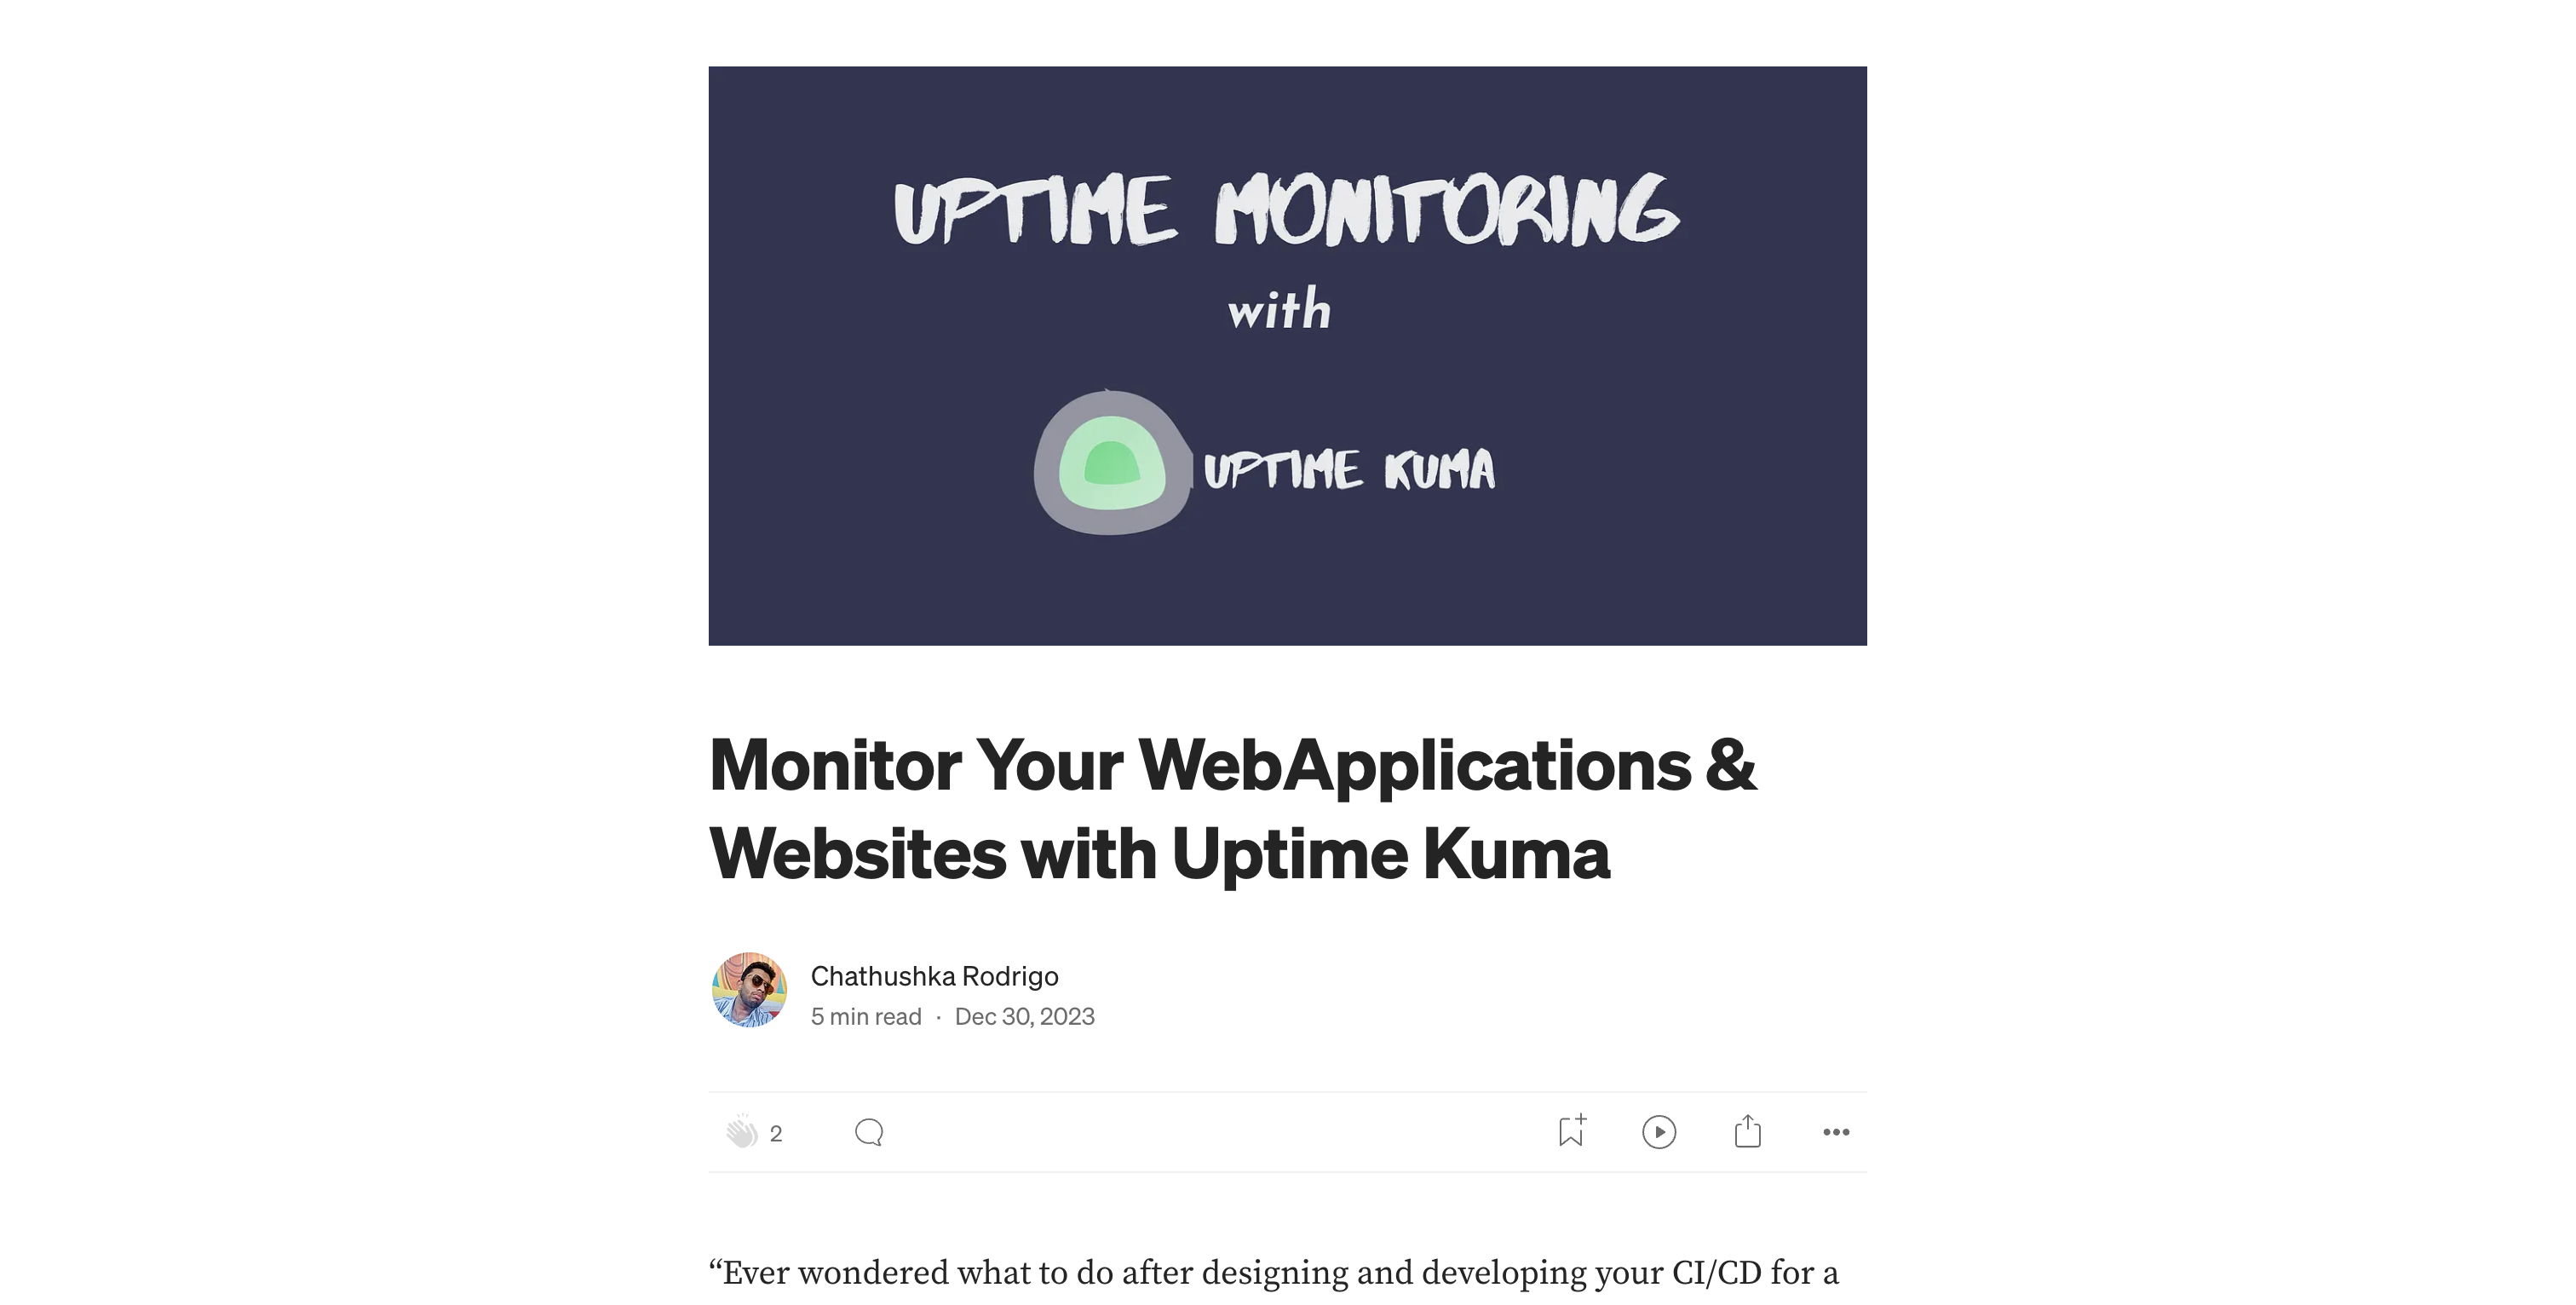 UPTIME MONITORING
with
UPTIME KUMA
Monitor Your WebApplications &
Websites with Uptime Kuma
Chathushka Rodrigo
5 min read · Dec 30, 2023
2
“Ever wondered what to do after designing and developing your CI/CD for a